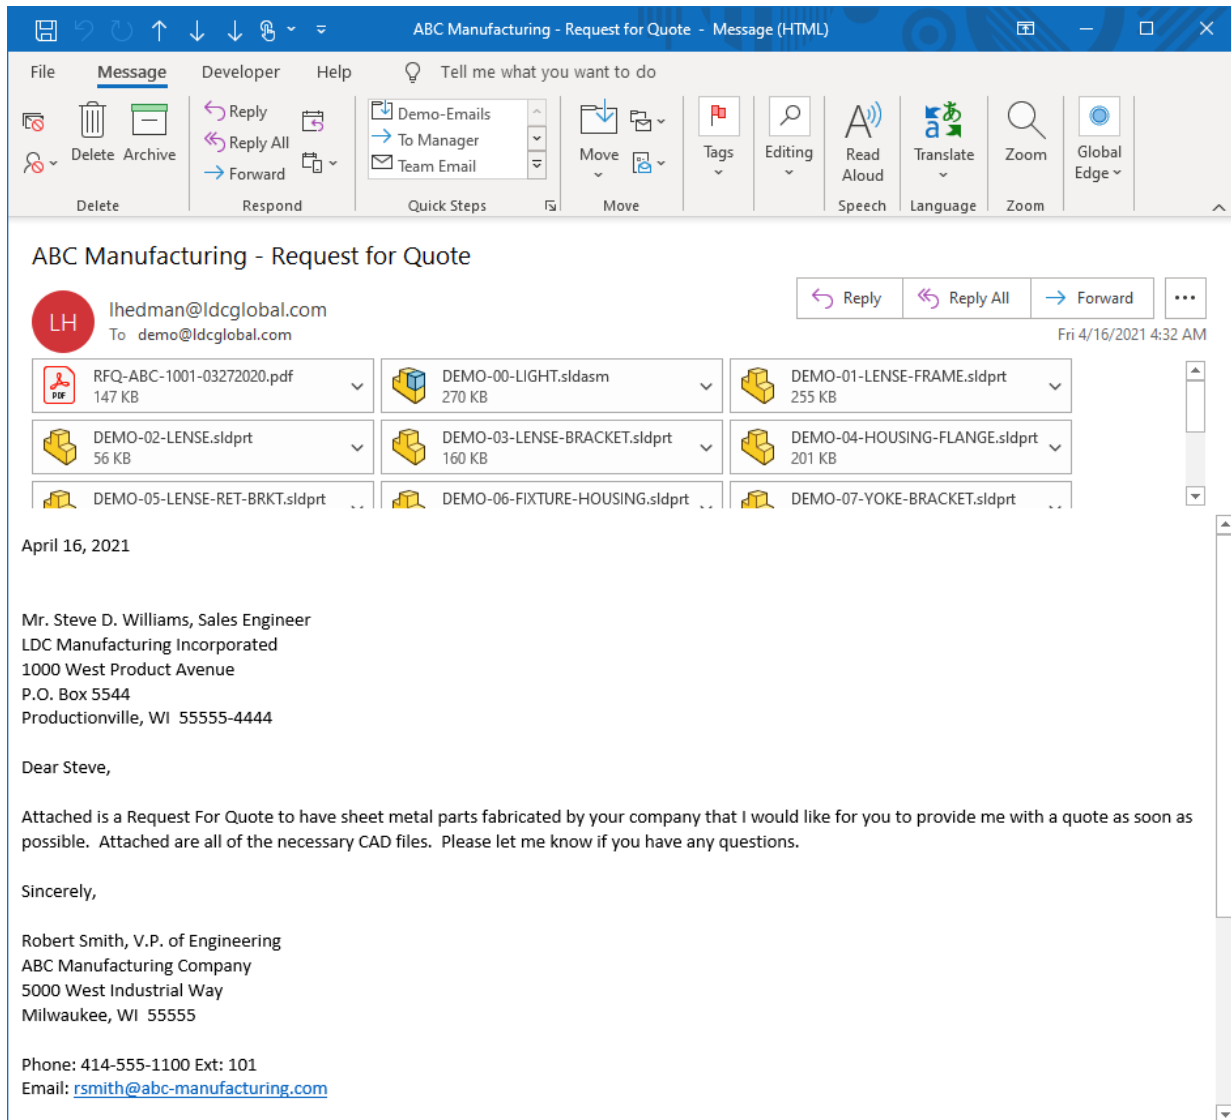 ABC Manufacturing - Request for Quote - Message (HTML)
File Message Developer Help Tell me what you want to do
Delete Archive
Reply
Reply All
Forward
Demo-Emails
To Manager
Team Email
Move
Tags
Editing
Read
Aloud
Translate
Zoom
Global
Edge
Delete Respond Quick Steps Move Speech Language Zoom
ABC Manufacturing - Request for Quote
LH
lhedman@ldcglobal.com
To demo@ldcglobal.com
Reply Reply All Forward
Fri 4/16/2021 4:32 AM
PDF
RFQ-ABC-1001-03272020.pdf
147 KB
DEMO-00-LIGHT.sldasm
270 KB
DEMO-01-LENSE-FRAME.sldprt
255 KB
DEMO-02-LENSE.sldprt
56 KB
DEMO-03-LENSE-BRACKET.sldprt
160 KB
DEMO-04-HOUSING-FLANGE.sldprt
201 KB
DEMO-05-LENSE-RET-BRKT.sldprt
DEMO-06-FIXTURE-HOUSING.sldprt
DEMO-07-YOKE-BRACKET.sldprt
April 16, 2021
Mr. Steve D. Williams, Sales Engineer
LDC Manufacturing Incorporated
1000 West Product Avenue
P.O. Box 5544
Productionville, WI  55555-4444
Dear Steve,
Attached is a Request For Quote to have sheet metal parts fabricated by your company that I would like for you to provide me with a quote as soon as
possible.  Attached are all of the necessary CAD files.  Please let me know if you have any questions.
Sincerely,
Robert Smith, V.P. of Engineering
ABC Manufacturing Company
5000 West Industrial Way
Milwaukee, WI  55555
Phone: 414-555-1100 Ext: 101
Email: rsmith@abc-manufacturing.com